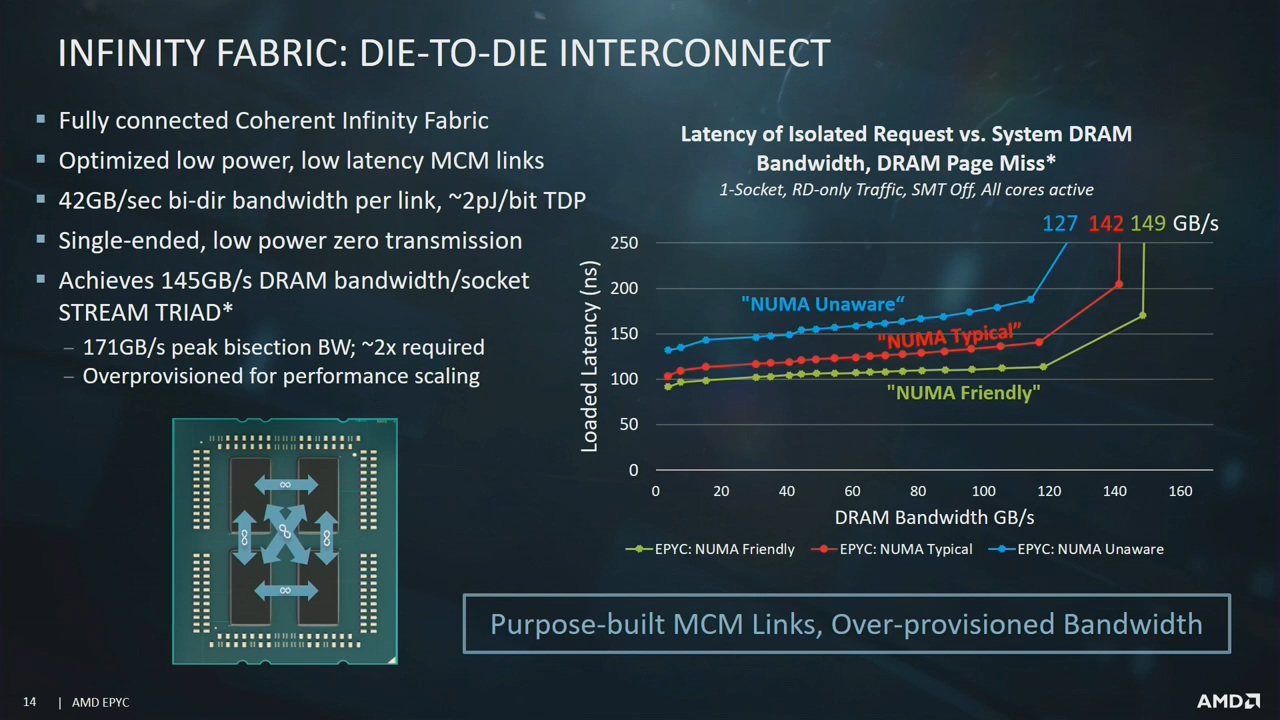 INFINITY FABRIC: DIE-TO-DIE INTERCONNECT
Fully connected Coherent Infinity Fabric
Optimized low power, low latency MCM links
42GB/sec bi-dir bandwidth per link, ~2pJ/bit TDP
Single-ended, low power zero transmission
Achieves 145GB/s DRAM bandwidth/socket
STREAM TRIAD*
– 171GB/s peak bisection BW; ~2x required
– Overprovisioned for performance scaling
∞
∞
∞
∞
∞
Latency of Isolated Request vs. System DRAM
Bandwidth, DRAM Page Miss*
1-Socket, RD-only Traffic, SMT Off, All cores active
127 142 149 GB/s
Loaded Latency (ns)
250
200
150
100
50
0
"NUMA Unaware“
"NUMA Typical”
"NUMA Friendly"
0 20 40 60 80 100 120 140 160
DRAM Bandwidth GB/s
EPYC: NUMA Friendly EPYC: NUMA Typical EPYC: NUMA Unaware
Purpose-built MCM Links, Over-provisioned Bandwidth
14 | AMD EPYC
AMD